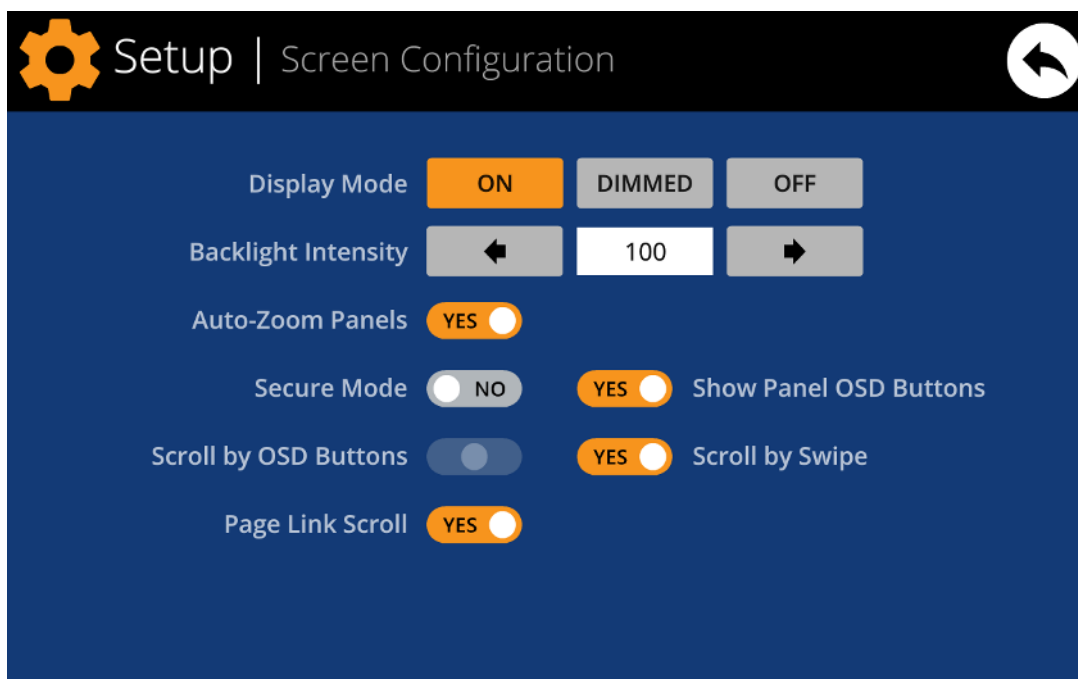 Setup | Screen Configuration
Display Mode ON DIMMED OFF
Backlight Intensity 100
Auto-Zoom Panels YES
Secure Mode NO YES Show Panel OSD Buttons
Scroll by OSD Buttons YES Scroll by Swipe
Page Link Scroll YES